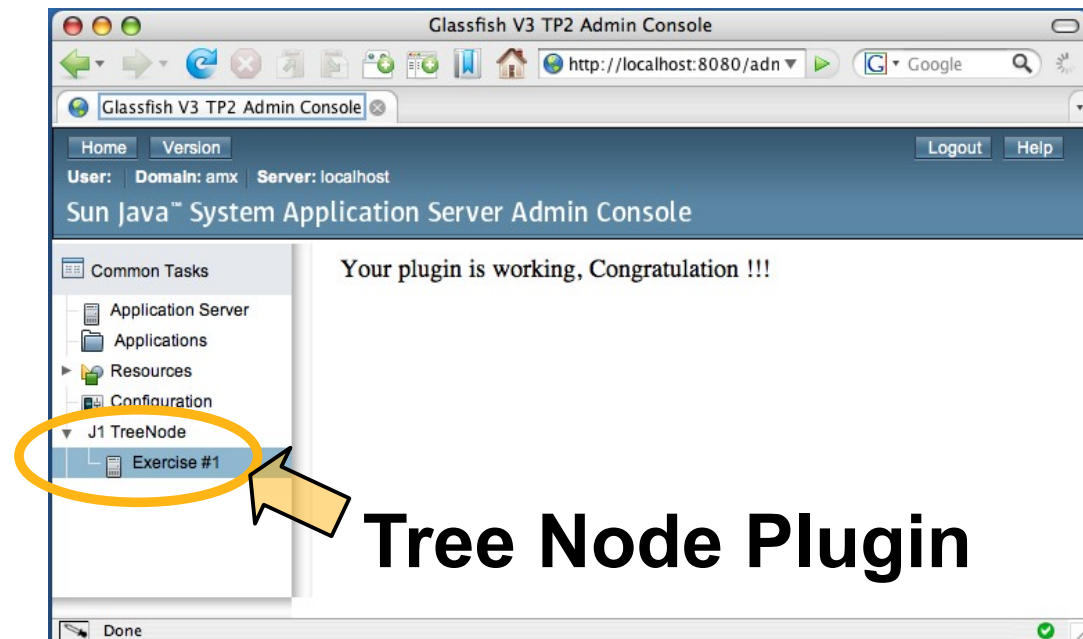 Glassfish V3 TP2 Admin Console
http://localhost:8080/adn
G Google
Glassfish V3 TP2 Admin Console
Home Version Logout Help
User: Domain: amx Server: localhost
Sun Java™ System Application Server Admin Console
Common Tasks
Your plugin is working, Congratulation !!!
Application Server
Applications
Resources
Configuration
J1 TreeNode
Exercise #1
Tree Node Plugin
Done